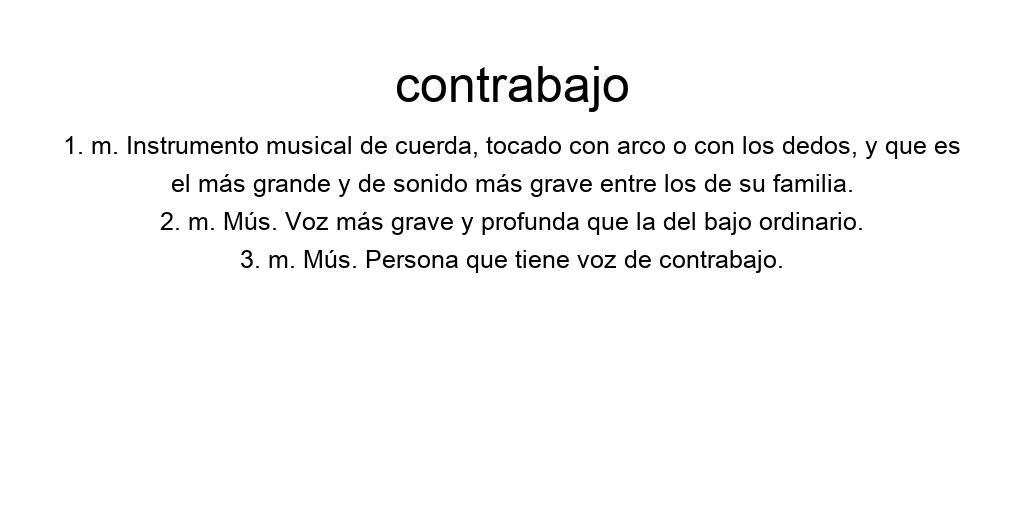 contrabajo
1. m. Instrumento musical de cuerda, tocado con arco o con los dedos, y que es
el más grande y de sonido más grave entre los de su familia.
2. m. Mús. Voz más grave y profunda que la del bajo ordinario.
3. m. Mús. Persona que tiene voz de contrabajo.